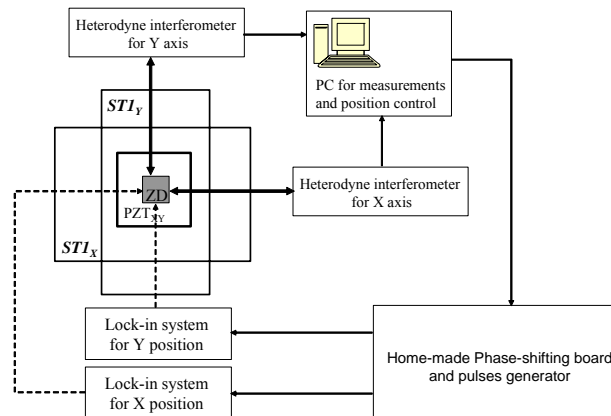 Heterodyne interferometer
for Y axis
PC for measurements
and position control
ST1Y
ZD
PZTXY
Heterodyne interferometer
for X axis
ST1X
Lock-in system
for Y position
Home-made Phase-shifting board
and pulses generator
Lock-in system
for X position